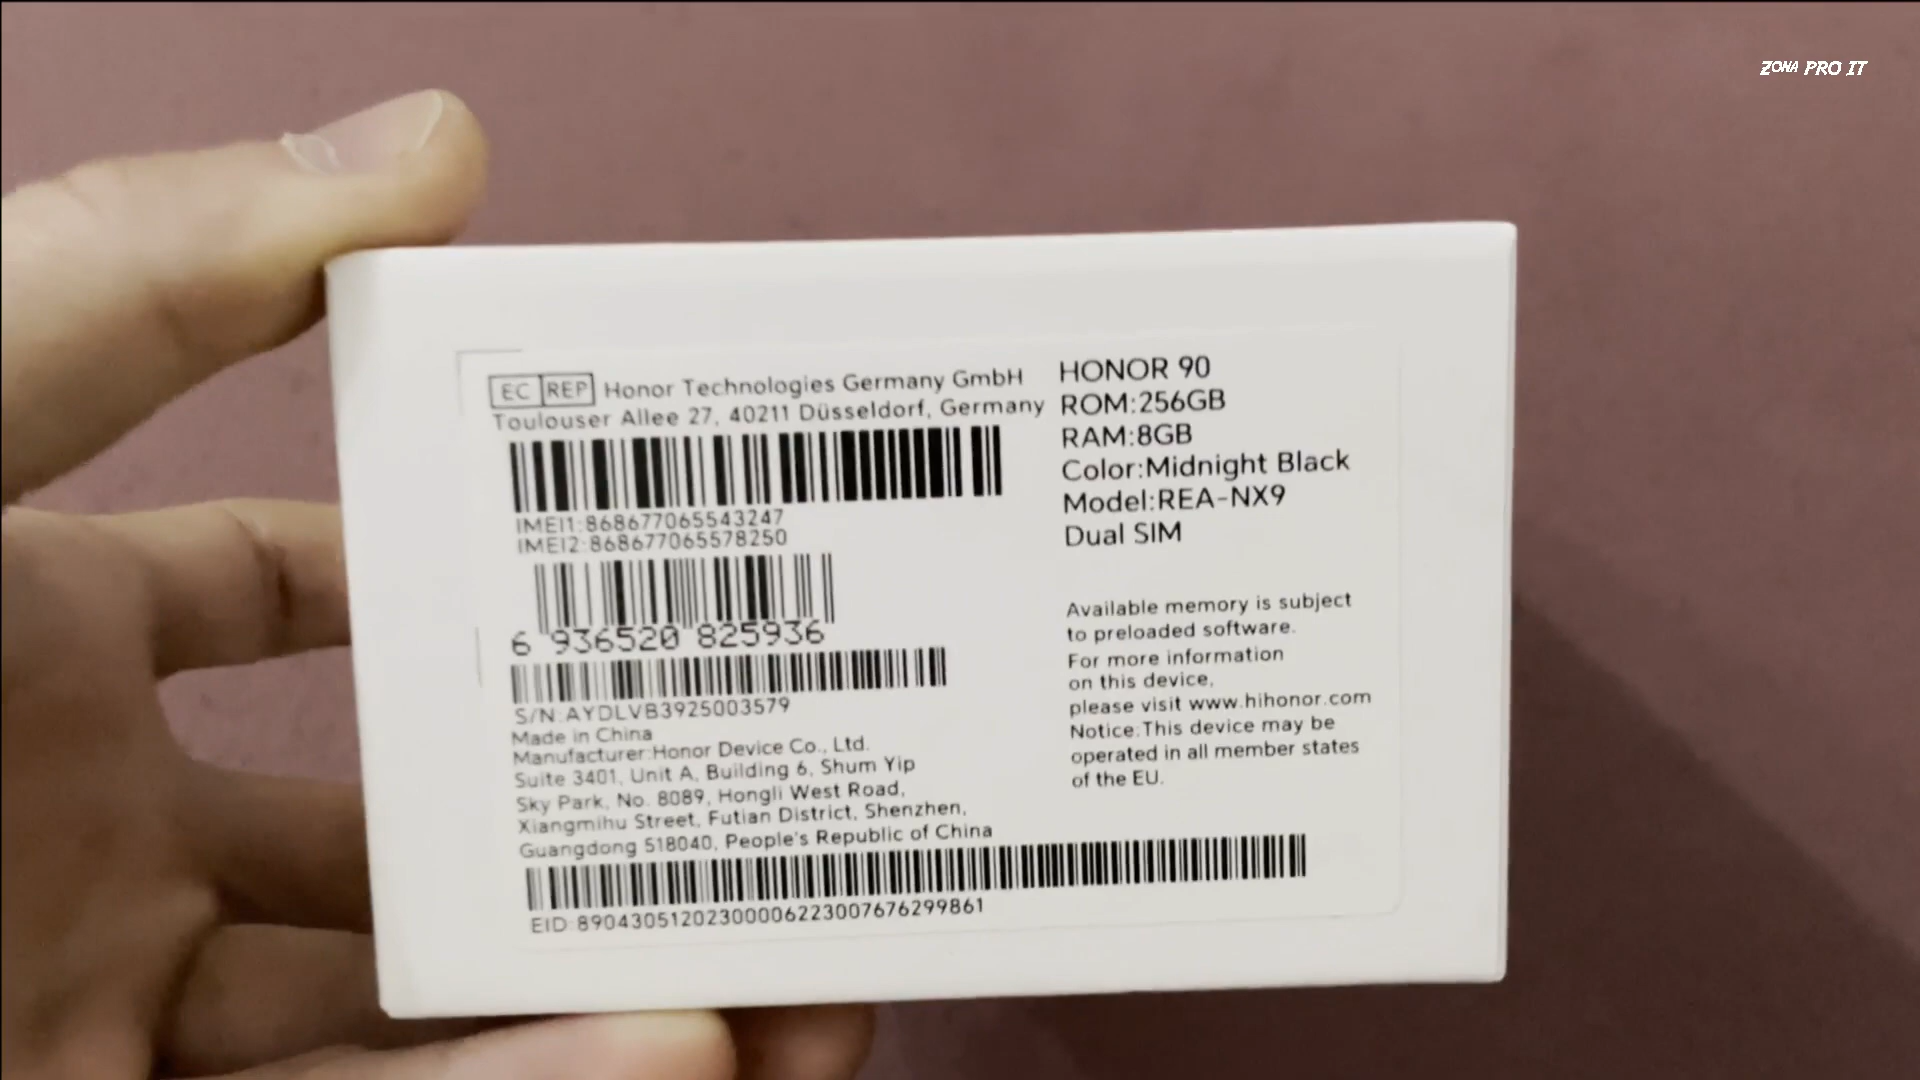 ZONA PRO IT
EC REP Honor Technologies Germany GmbH
Toulouser Allee 27, 40211 Düsseldorf, Germany
IMEI1:868677065543247
IMEI2:868677065578250
6 936520 825936
S/N:AYDLVB3925003579
Made in China
Manufacturer:Honor Device Co., Ltd.
Suite 3401, Unit A, Building 6, Shum Yip
Sky Park, No. 8089, Hongli West Road,
Xiangmihu Street, Futian District, Shenzhen,
Guangdong 518040, People's Republic of China
EID:89043051202300006223007676299861
HONOR 90
ROM:256GB
RAM:8GB
Color:Midnight Black
Model:REA-NX9
Dual SIM
Available memory is subject
to preloaded software.
For more information
on this device,
please visit www.hihonor.com
Notice:This device may be
operated in all member states
of the EU.